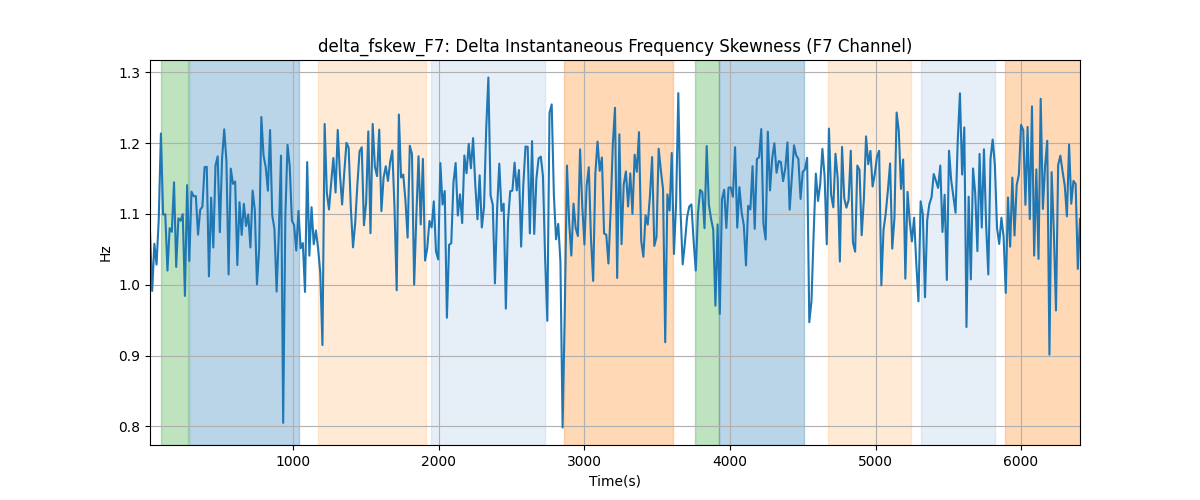 delta_fskew_F7: Delta Instantaneous Frequency Skewness (F7 Channel)
1.3
1.2
1.1
1.0
0.9
0.8
Hz
1000 2000 3000 4000 5000 6000
Time(s)